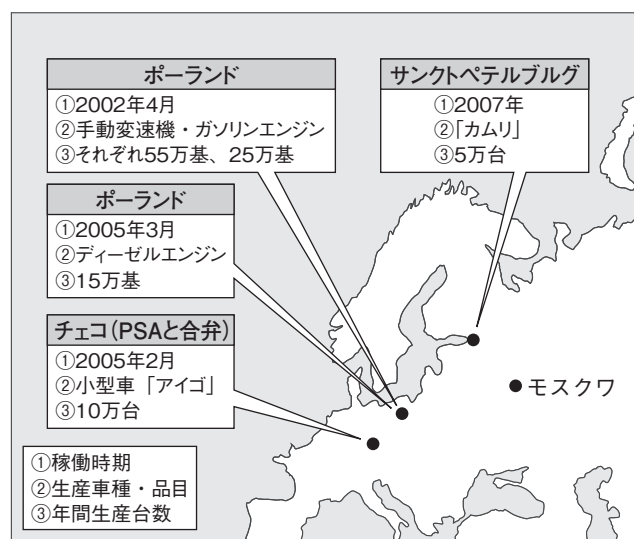 ポーランド
①2002年4月
②手動変速機・ガソリンエンジン
③それぞれ55万基、25万基
サンクトペテルブルグ
①2007年
②「カムリ」
③5万台
ポーランド
①2005年3月
②ディーゼルエンジン
③15万基
チェコ（PSAと合弁）
①2005年2月
②小型車「アイゴ」
③10万台
モスクワ
①稼働時期
②生産車種・品目
③年間生産台数